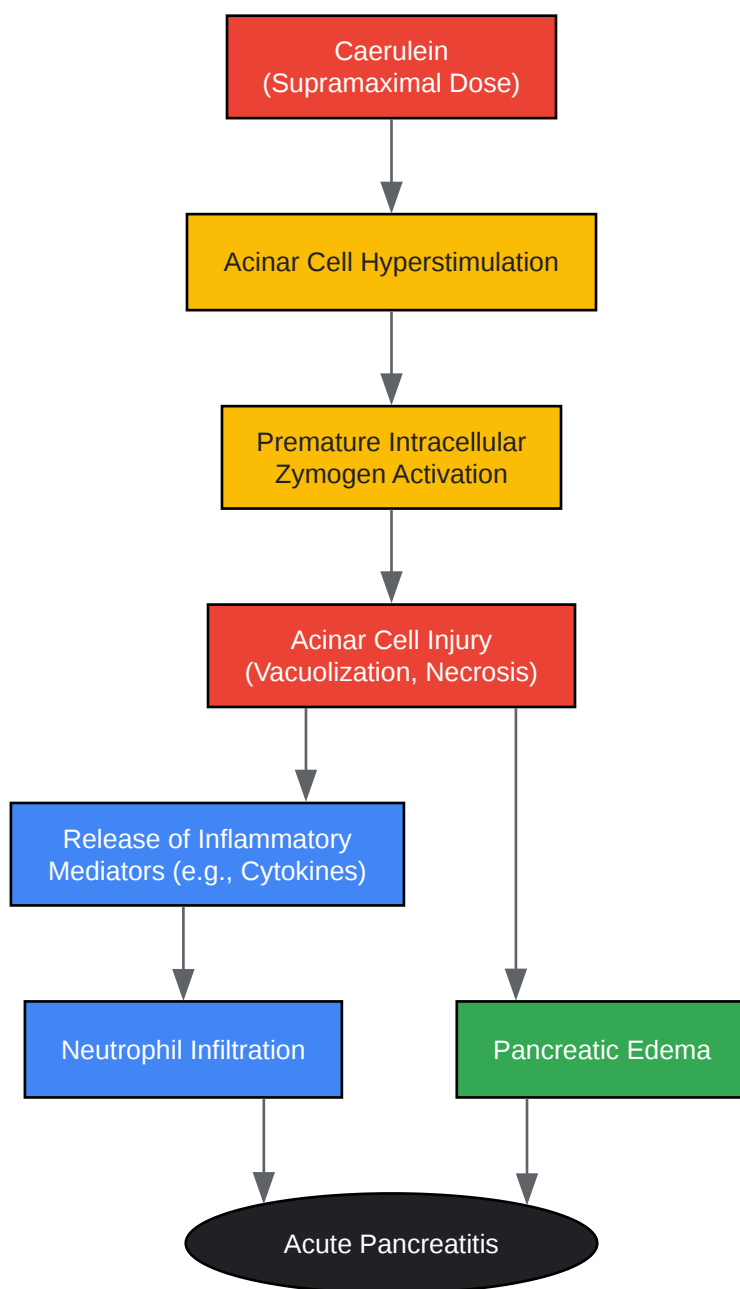 Caerulein
(Supramaximal Dose)
Acinar Cell Hyperstimulation
Premature Intracellular
Zymogen Activation
Acinar Cell Injury
(Vacuolization, Necrosis)
Release of Inflammatory
Mediators (e.g., Cytokines)
Neutrophil Infiltration
Pancreatic Edema
Acute Pancreatitis